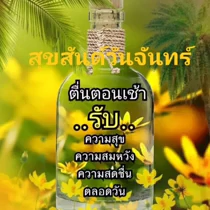 สุขสันต์วันจันทร์
ตื่นตอนเช้า
..รับ..
ความสุข
ความสมหวัง
ความสดชื่น
ตลอดวัน